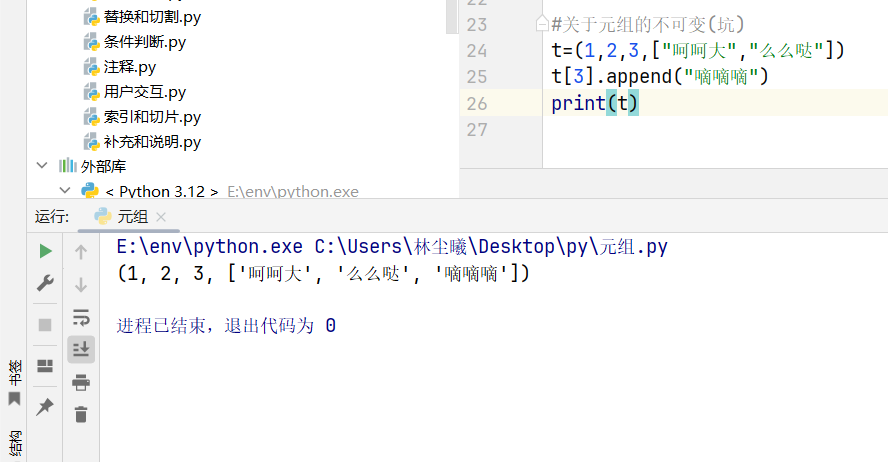 替换和切割.py
条件判断.py
注释.py
用户交互.py
索引和切片.py
补充和说明.py
外部库
< Python 3.12 > E:\env\python.exe
23 #关于元组的不可变(坑)
24 t=(1,2,3,["呵呵大","么么哒"])
25 t[3].append("嘀嘀嘀")
26 print(t)
27
运行: 元组
E:\env\python.exe C:\Users\林尘曦\Desktop\py\元组.py
(1, 2, 3, ['呵呵大', '么么哒', '嘀嘀嘀'])
进程已结束，退出代码为 0
书签
结构